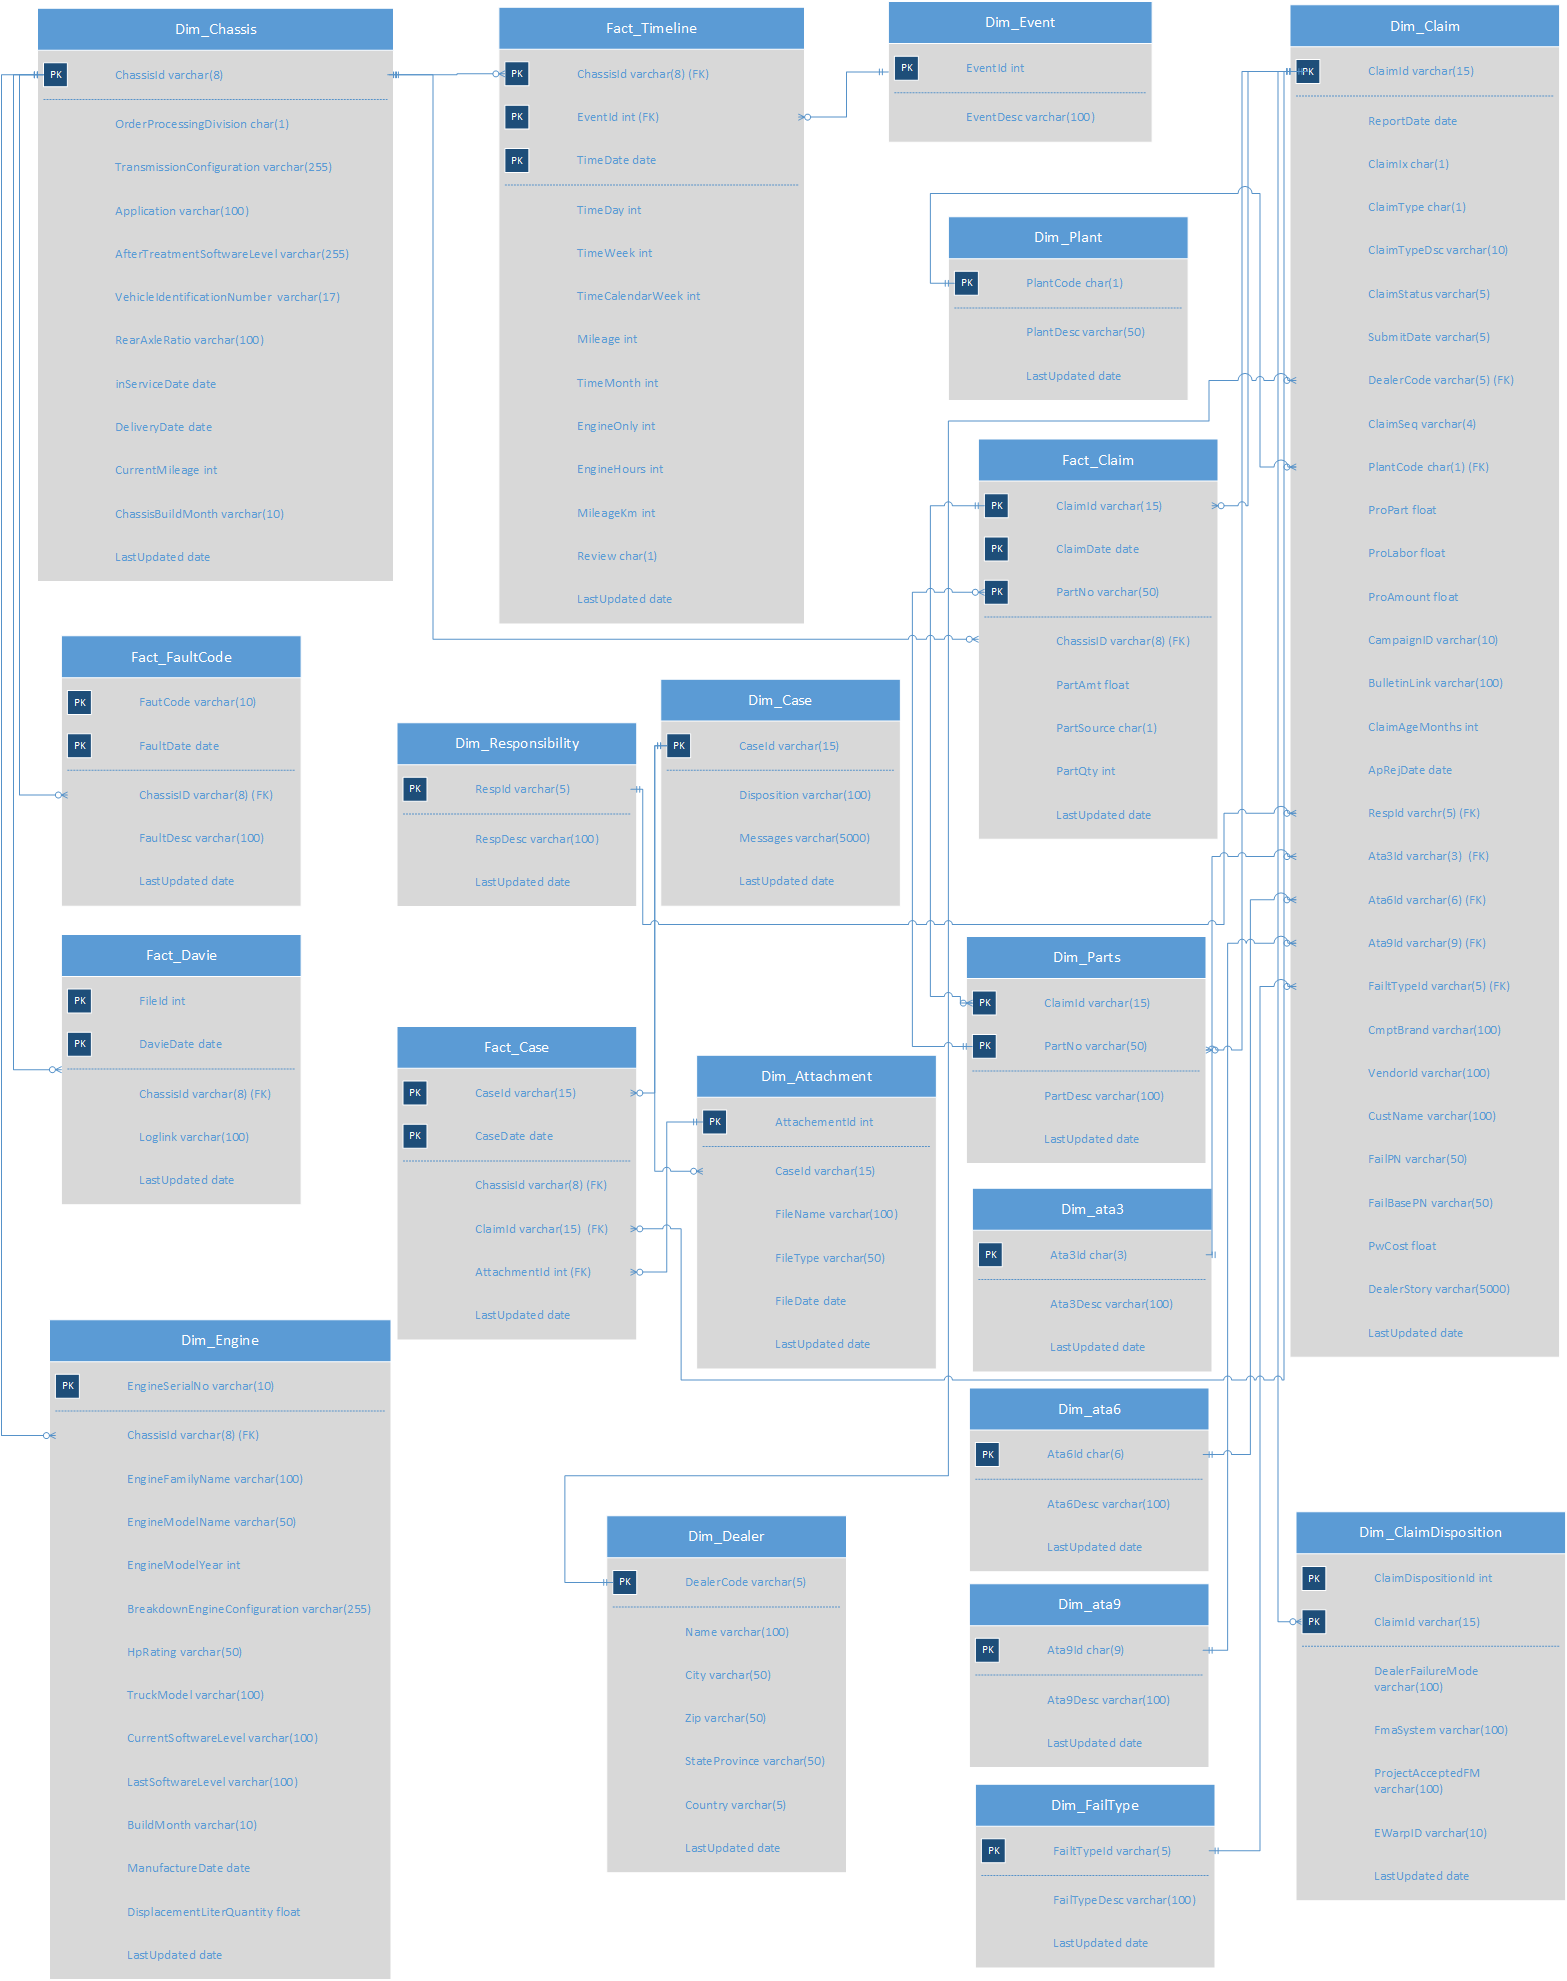 Dim_Chassis
PK
ChassisId varchar(8)
OrderProcessingDivision char(1)
TransmissionConfiguration varchar(255)
Application varchar(100)
AfterTreatmentSoftwareLevel varchar(255)
VehicleIdentificationNumber varchar(17)
RearAxleRatio varchar(100)
inServiceDate date
DeliveryDate date
CurrentMileage int
ChassisBuildMonth varchar(10)
LastUpdated date
Fact_Timeline
PK
ChassisId varchar(8) (FK)
PK
EventId int (FK)
PK
TimeDate date
TimeDay int
TimeWeek int
TimeCalendarWeek int
Mileage int
TimeMonth int
EngineOnly int
EngineHours int
MileageKm int
Review char(1)
LastUpdated date
Dim_Event
PK
EventId int
EventDesc varchar(100)
Dim_Plant
PK
PlantCode char(1)
PlantDesc varchar(50)
LastUpdated date
Dim_Claim
PK
ClaimId varchar(15)
ReportDate date
ClaimIx char(1)
ClaimType char(1)
ClaimTypeDsc varchar(10)
ClaimStatus varchar(5)
SubmitDate varchar(5)
DealerCode varchar(5) (FK)
ClaimSeq varchar(4)
PlantCode char(1) (FK)
ProPart float
ProLabor float
ProAmount float
CampaignID varchar(10)
BulletinLink varchar(100)
ClaimAgeMonths int
ApRejDate date
RespId varchr(5) (FK)
Ata3Id varchar(3) (FK)
Ata6Id varchar(6) (FK)
Ata9Id varchar(9) (FK)
FailtTypeId varchar(5) (FK)
CmptBrand varchar(100)
VendorId varchar(100)
CustName varchar(100)
FailPN varchar(50)
FailBasePN varchar(50)
PwCost float
DealerStory varchar(5000)
LastUpdated date
Fact_Claim
PK
ClaimId varchar(15)
PK
ClaimDate date
PK
PartNo varchar(50)
ChassisID varchar(8) (FK)
PartAmt float
PartSource char(1)
PartQty int
LastUpdated date
Fact_FaultCode
PK
FautCode varchar(10)
PK
FaultDate date
ChassisID varchar(8) (FK)
FaultDesc varchar(100)
LastUpdated date
Dim_Responsibility
PK
RespId varchar(5)
RespDesc varchar(100)
LastUpdated date
Dim_Case
PK
CaseId varchar(15)
Disposition varchar(100)
Messages varchar(5000)
LastUpdated date
Fact_Davie
PK
FileId int
PK
DavieDate date
ChassisId varchar(8) (FK)
Loglink varchar(100)
LastUpdated date
Fact_Case
PK
CaseId varchar(15)
PK
CaseDate date
ChassisId varchar(8) (FK)
ClaimId varchar(15) (FK)
AttachmentId int (FK)
LastUpdated date
Dim_Attachment
PK
AttachementId int
CaseId varchar(15)
FileName varchar(100)
FileType varchar(50)
FileDate date
LastUpdated date
Dim_Parts
PK
ClaimId varchar(15)
PK
PartNo varchar(50)
PartDesc varchar(100)
LastUpdated date
Dim_ata3
PK
Ata3Id char(3)
Ata3Desc varchar(100)
LastUpdated date
Dim_Engine
PK
EngineSerialNo varchar(10)
ChassisId varchar(8) (FK)
EngineFamilyName varchar(100)
EngineModelName varchar(50)
EngineModelYear int
BreakdownEngineConfiguration varchar(255)
HpRating varchar(50)
TruckModel varchar(100)
CurrentSoftwareLevel varchar(100)
LastSoftwareLevel varchar(100)
BuildMonth varchar(10)
ManufactureDate date
DisplacementLiterQuantity float
LastUpdated date
Dim_Dealer
PK
DealerCode varchar(5)
Name varchar(100)
City varchar(50)
Zip varchar(50)
StateProvince varchar(50)
Country varchar(5)
LastUpdated date
Dim_ata6
PK
Ata6Id char(6)
Ata6Desc varchar(100)
LastUpdated date
Dim_ata9
PK
Ata9Id char(9)
Ata9Desc varchar(100)
LastUpdated date
Dim_FailType
PK
FailtTypeId varchar(5)
FailTypeDesc varchar(100)
LastUpdated date
Dim_ClaimDisposition
PK
ClaimDispositionId int
PK
ClaimId varchar(15)
DealerFailureMode
varchar(100)
FmaSystem varchar(100)
ProjectAcceptedFM
varchar(100)
EWarpID varchar(10)
LastUpdated date